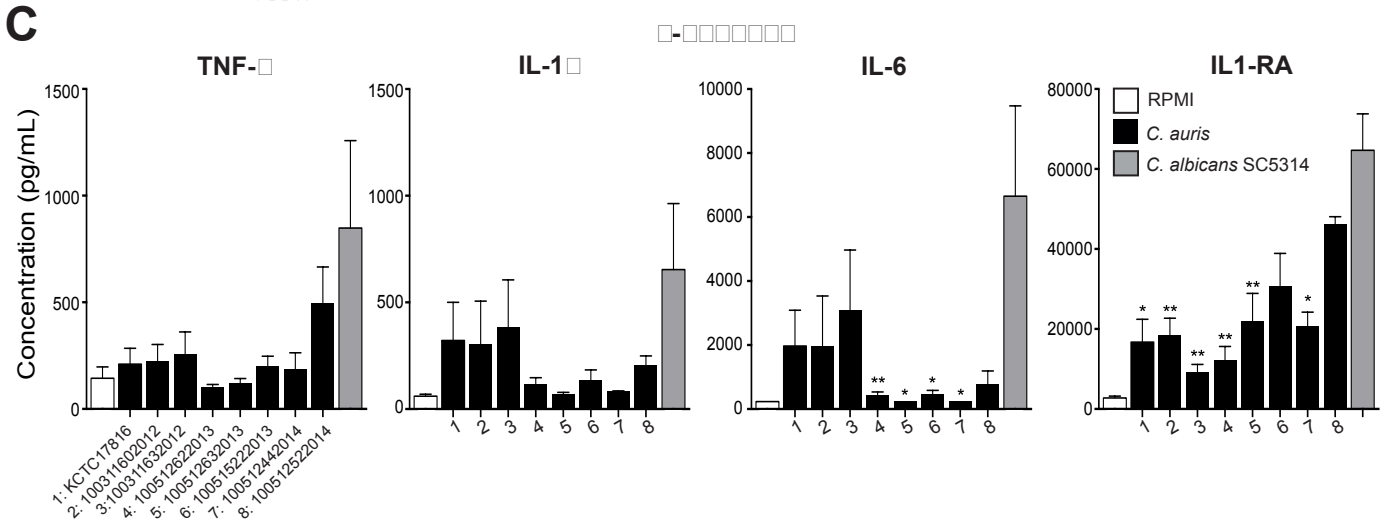 C
TNF-
IL-1
IL-6
IL1-RA
Concentration (pg/mL)
1500
1000
500
0
1: KCTC17816
2: 100311602012
3:100311632012
4: 100512622013
5: 100512632013
6: 100515222013
7: 100512442014
8: 100512522014
1500
1000
500
0
1 2 3 4 5 6 7 8
10000
8000
6000
4000
2000
0
** * * *
1 2 3 4 5 6 7 8
80000
60000
40000
20000
0
RPMI
C. auris
C. albicans SC5314
* ** ** ** ** *
1 2 3 4 5 6 7 8